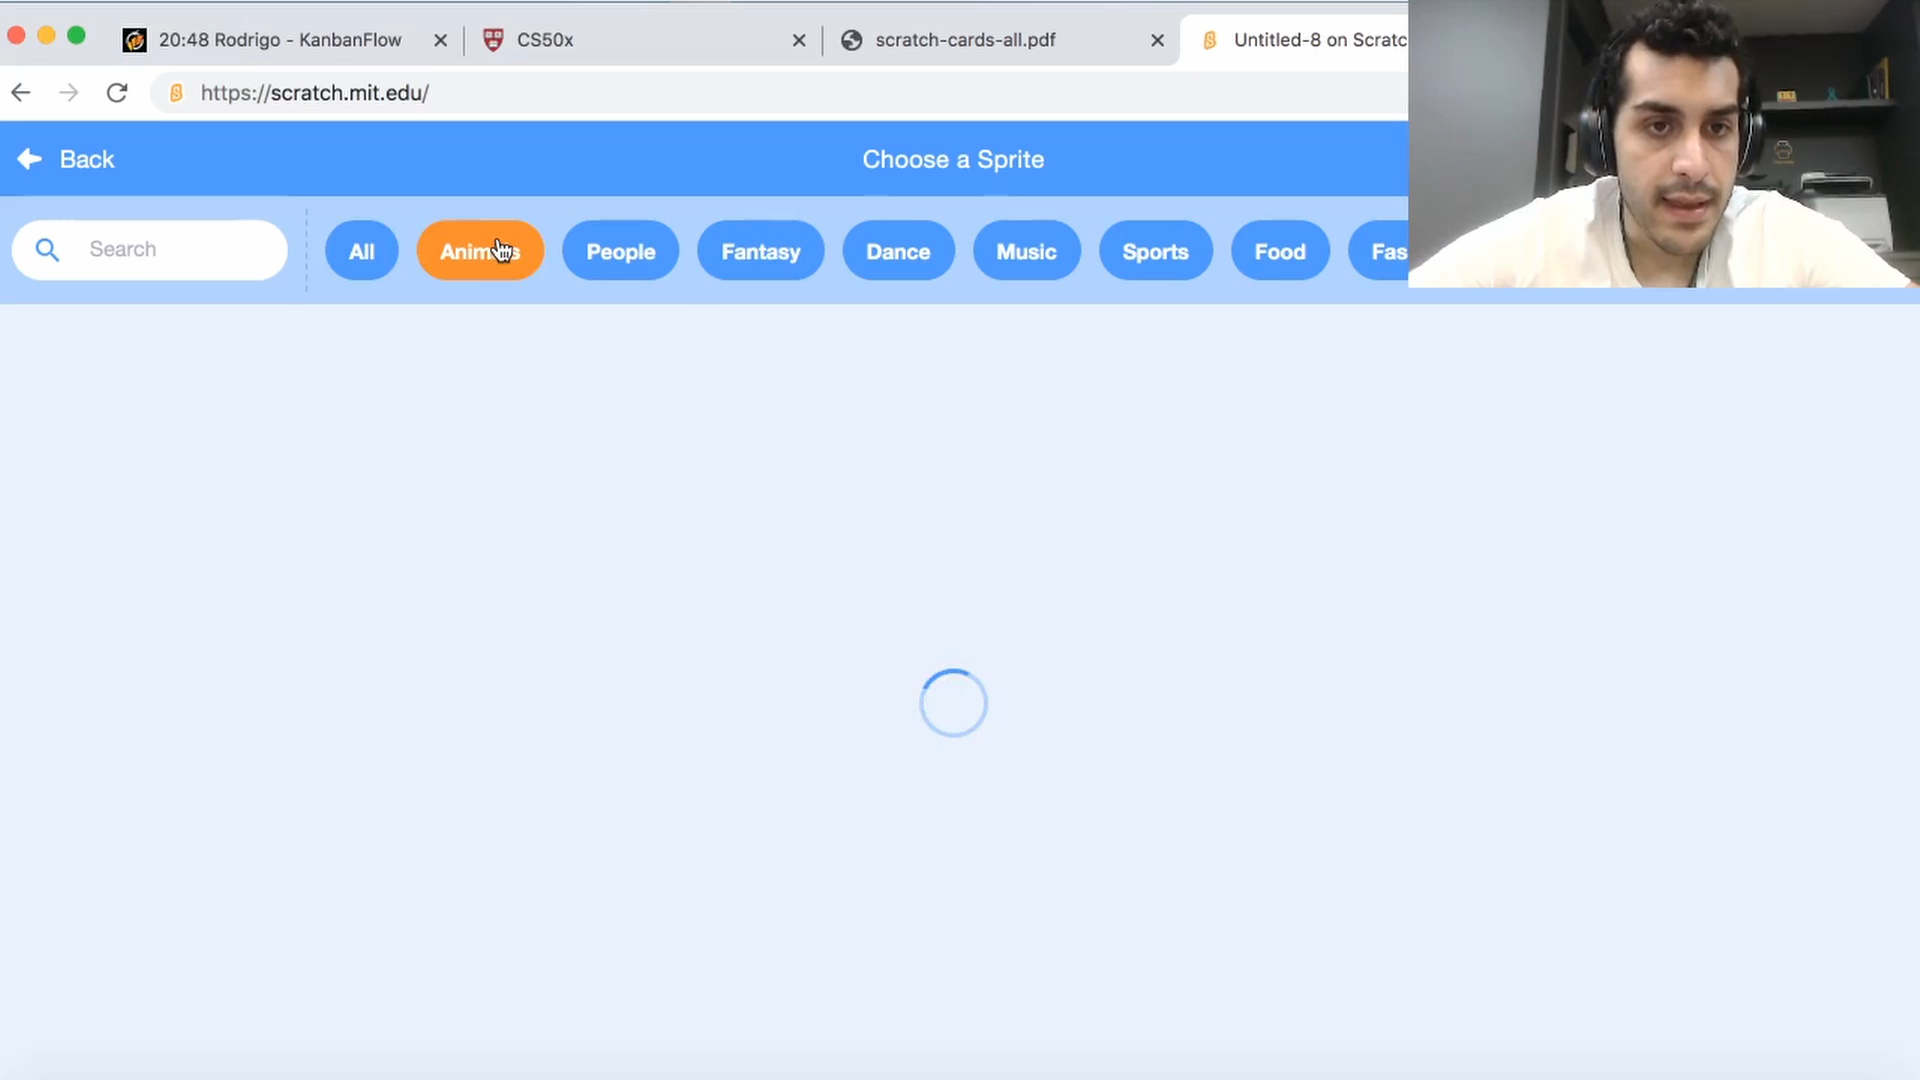 20:48 Rodrigo - KanbanFlow
CS50x
scratch-cards-all.pdf
Untitled-8 on Scratc
https://scratch.mit.edu/
Back
Choose a Sprite
Search
All
Anim s
People
Fantasy
Dance
Music
Sports
Food
Fas